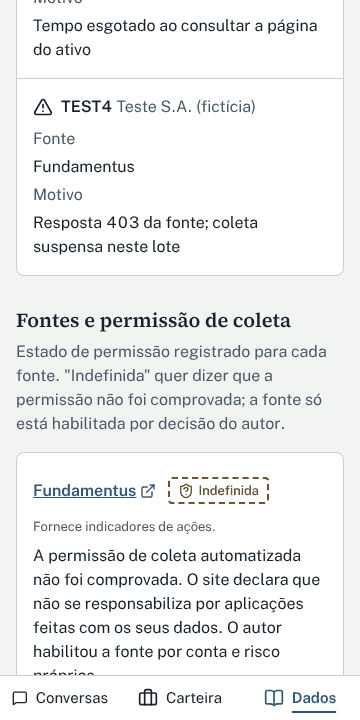 Tempo esgotado ao consultar a página
do ativo
TEST4 Teste S.A. (fictícia)
Fonte
Fundamentus
Motivo
Resposta 403 da fonte; coleta
suspensa neste lote
Fontes e permissão de coleta
Estado de permissão registrado para cada
fonte. "Indefinida" quer dizer que a
permissão não foi comprovada; a fonte só
está habilitada por decisão do autor.
Fundamentus Indefinida
Fornece indicadores de ações.
A permissão de coleta automatizada
não foi comprovada. O site declara que
não se responsabiliza por aplicações
feitas com os seus dados. O autor
habilitou a fonte por conta e risco
Conversas Carteira Dados